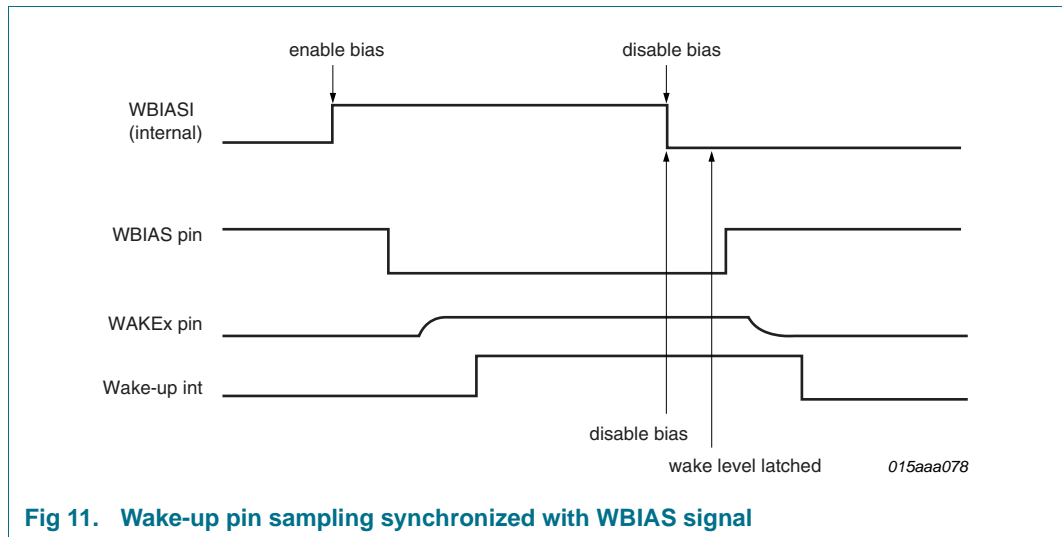 enable bias
disable bias
WBIASI
(internal)
WBIAS pin
WAKEx pin
Wake-up int
disable bias
wake level latched
015aaa078
Fig 11. Wake-up pin sampling synchronized with WBIAS signal